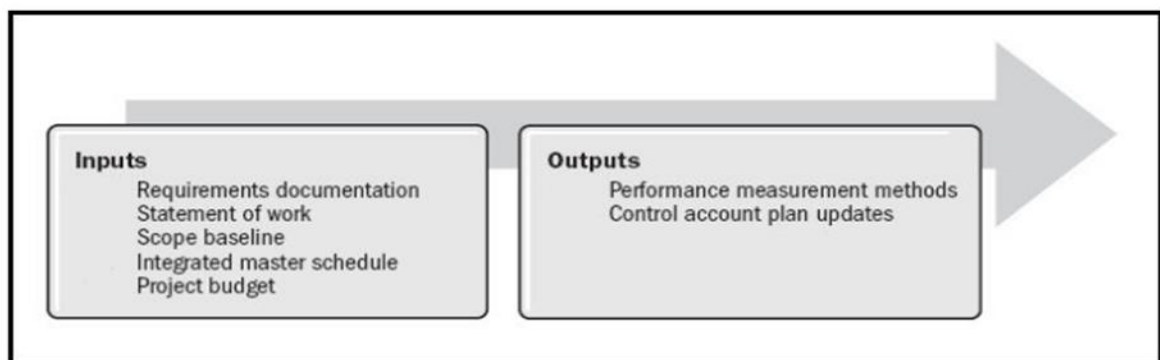 Inputs
Requirements documentation
Statement of work
Scope baseline
Integrated master schedule
Project budget
Outputs
Performance measurement methods
Control account plan updates